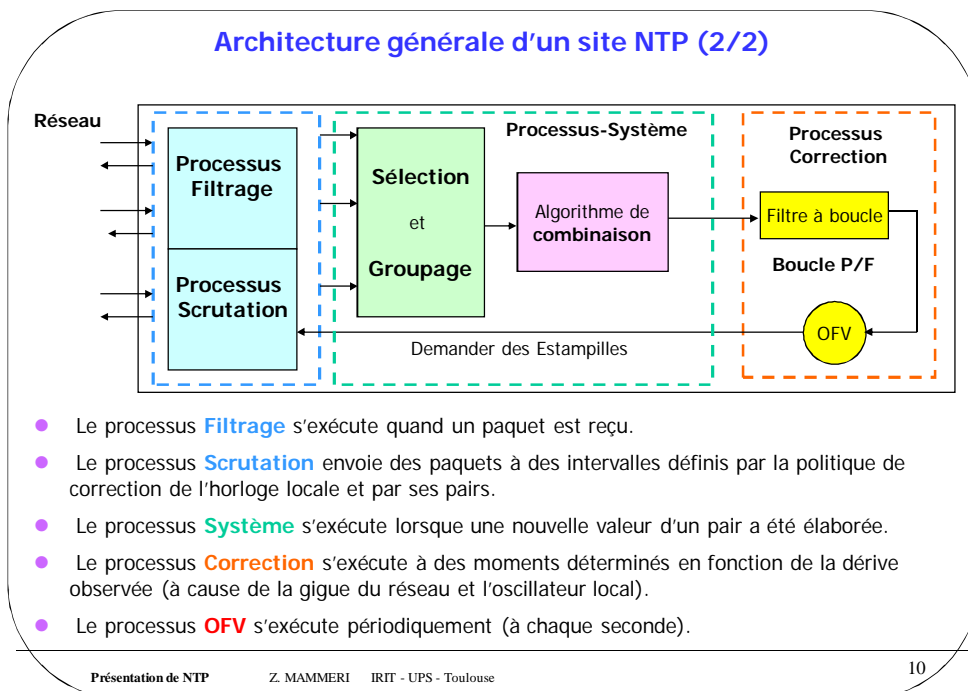 Architecture générale d'un site NTP (2/2)
Réseau
Processus
Filtrage
Processus
Scrutation
Sélection
et
Groupage
Processus-Système
Algorithme de
combinaison
Processus
Correction
Filtre à boucle
Boucle P/F
OFV
Demander des Estampilles
Le processus Filtrage s'exécute quand un paquet est reçu.
Le processus Scrutation envoie des paquets à des intervalles définis par la politique de
correction de l'horloge locale et par ses pairs.
Le processus Système s'exécute lorsque une nouvelle valeur d'un pair a été élaborée.
Le processus Correction s'exécute à des moments déterminés en fonction de la dérive
observée (à cause de la gigue du réseau et l'oscillateur local).
Le processus OFV s'exécute périodiquement (à chaque seconde).
Présentation de NTP Z. MAMMERI IRIT - UPS - Toulouse 10